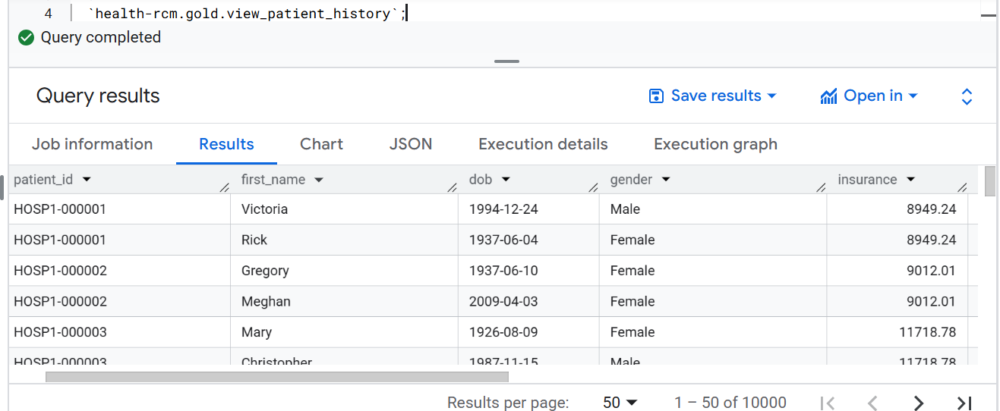 4 `health-rcm.gold.view_patient_history`;
Query completed
Query results Save results Open in
Job information Results Chart JSON Execution details Execution graph
patient_id first_name dob gender insurance
HOSP1-000001 Victoria 1994-12-24 Male 8949.24
HOSP1-000001 Rick 1937-06-04 Female 8949.24
HOSP1-000002 Gregory 1937-06-10 Female 9012.01
HOSP1-000002 Meghan 2009-04-03 Female 9012.01
HOSP1-000003 Mary 1926-08-09 Female 11718.78
HOSP1-000003 Christopher 1987-11-15 Male 11718.78
Results per page: 50 1 – 50 of 10000